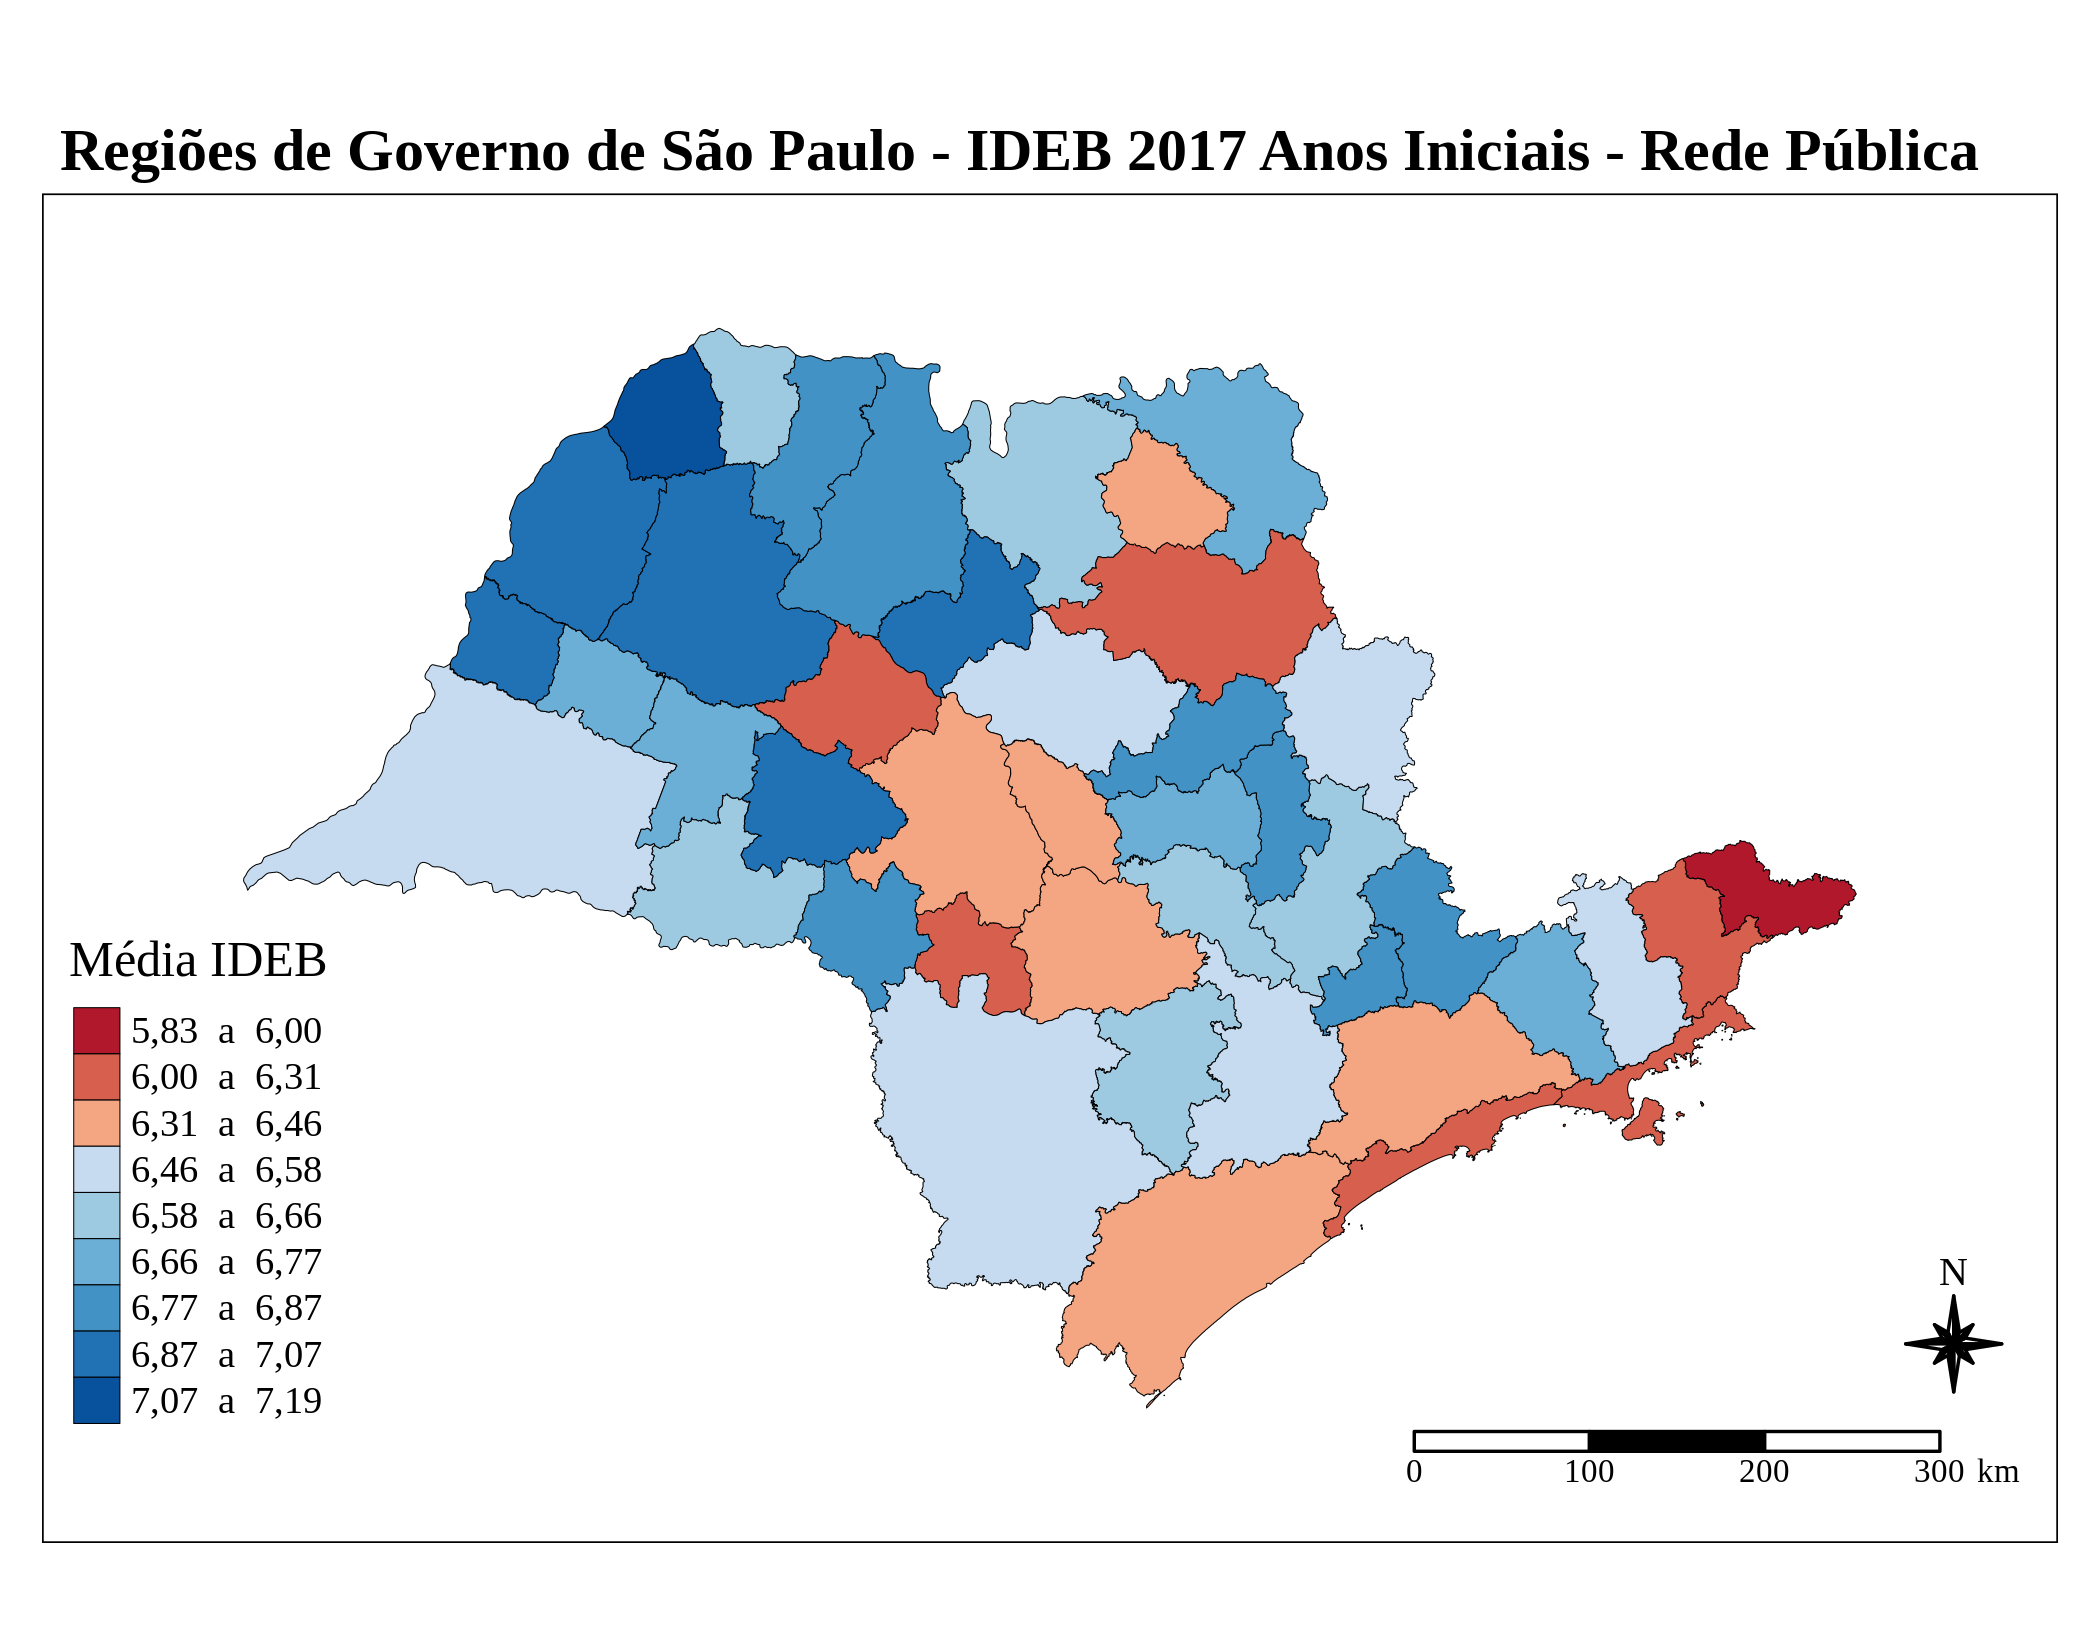 Regiões de Governo de São Paulo - IDEB 2017 Anos Iniciais - Rede Pública
Média IDEB
5,83 a 6,00
6,00 a 6,31
6,31 a 6,46
6,46 a 6,58
6,58 a 6,66
6,66 a 6,77
6,77 a 6,87
6,87 a 7,07
7,07 a 7,19
N
0 100 200 300 km